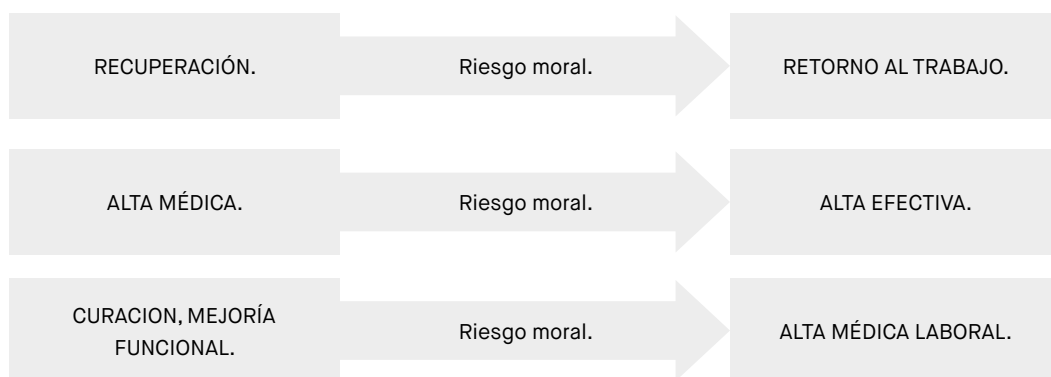 RECUPERACIÓN.
Riesgo moral.
RETORNO AL TRABAJO.
ALTA MÉDICA.
Riesgo moral.
ALTA EFECTIVA.
CURACION, MEJORÍA
FUNCIONAL.
Riesgo moral.
ALTA MÉDICA LABORAL.